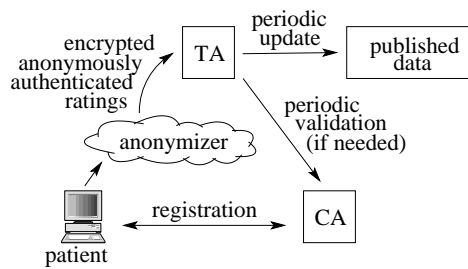 encrypted
anonymously
authenticated
ratings
TA
periodic
update
published
data
periodic
validation
(if needed)
anonymizer
registration
CA
patient